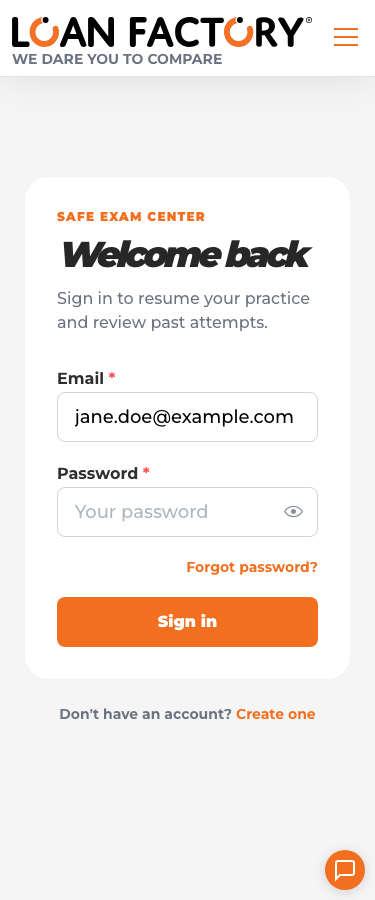 LOAN FACTORY®
WE DARE YOU TO COMPARE
SAFE EXAM CENTER
Welcome back
Sign in to resume your practice
and review past attempts.
Email *
jane.doe@example.com
Password *
Your password
Forgot password?
Sign in
Don't have an account? Create one